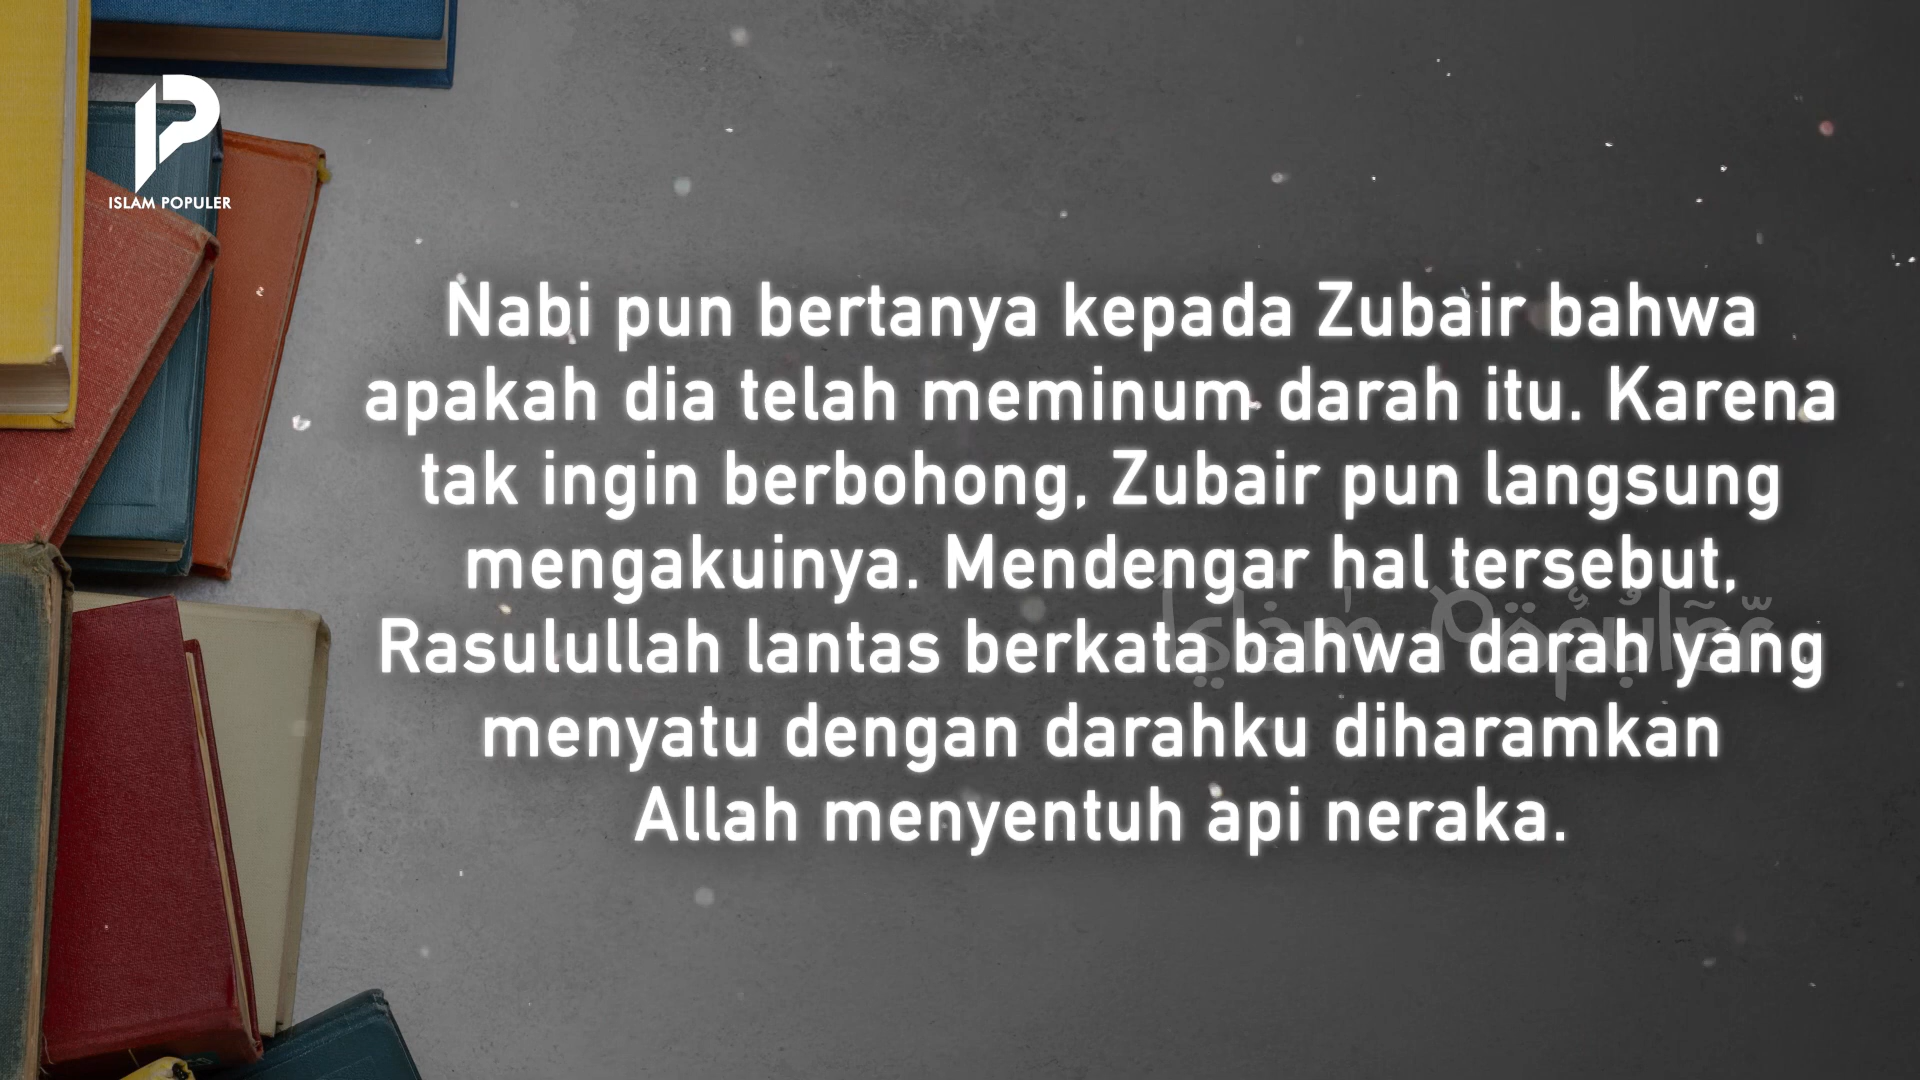 ISLAM POPULER
Nabi pun bertanya kepada Zubair bahwa
apakah dia telah meminum darah itu. Karena
tak ingin berbohong, Zubair pun langsung
mengakuinya. Mendengar hal tersebut,
Rasulullah lantas berkata bahwa darah yang
menyatu dengan darahku diharamkan
Allah menyentuh api neraka.
Islam Populer